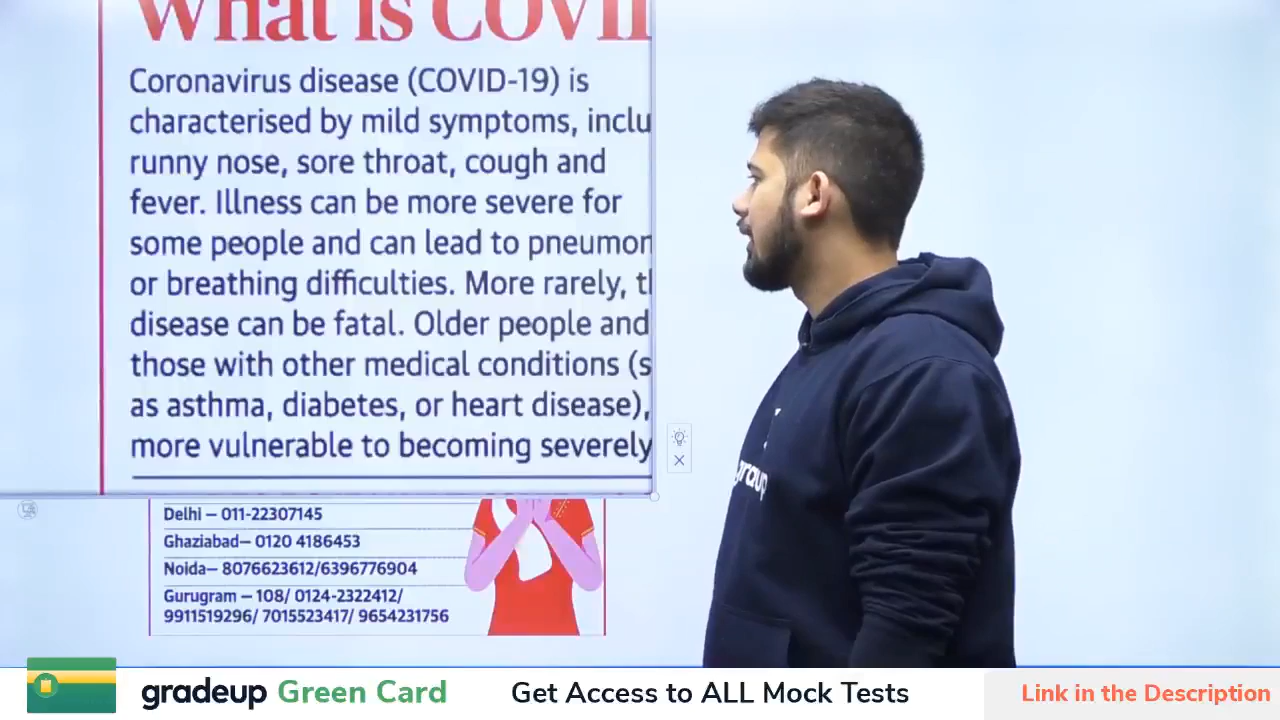 What is COVI
Coronavirus disease (COVID-19) is
characterised by mild symptoms, inclu
runny nose, sore throat, cough and
fever. Illness can be more severe for
some people and can lead to pneumon
or breathing difficulties. More rarely, t
disease can be fatal. Older people and
those with other medical conditions (s
as asthma, diabetes, or heart disease),
more vulnerable to becoming severely
Delhi – 011-22307145
Ghaziabad– 0120 4186453
Noida– 8076623612/6396776904
Gurugram – 108/ 0124-2322412/
9911519296/ 7015523417/ 9654231756
gradeup
gradeup Green Card
Get Access to ALL Mock Tests
Link in the Description